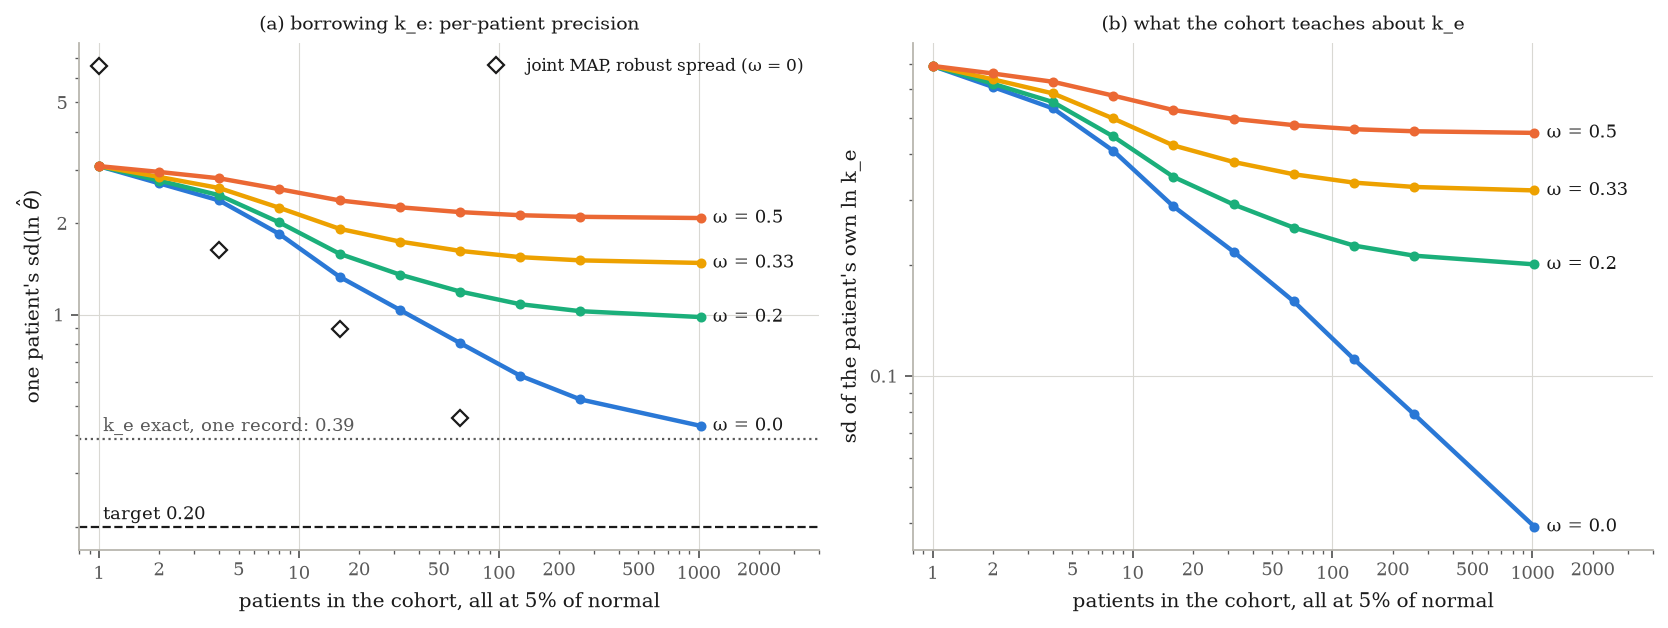 (a) borrowing k_e: per-patient precision
joint MAP, robust spread (ω = 0)
5
2
1
one patient's sd(ln θ̂)
ω = 0.5
ω = 0.33
ω = 0.2
ω = 0.0
k_e exact, one record: 0.39
target 0.20
1 2 5 10 20 50 100 200 500 1000 2000
patients in the cohort, all at 5% of normal
(b) what the cohort teaches about k_e
0.1
sd of the patient's own ln k_e
ω = 0.5
ω = 0.33
ω = 0.2
ω = 0.0
1 2 5 10 20 50 100 200 500 1000 2000
patients in the cohort, all at 5% of normal